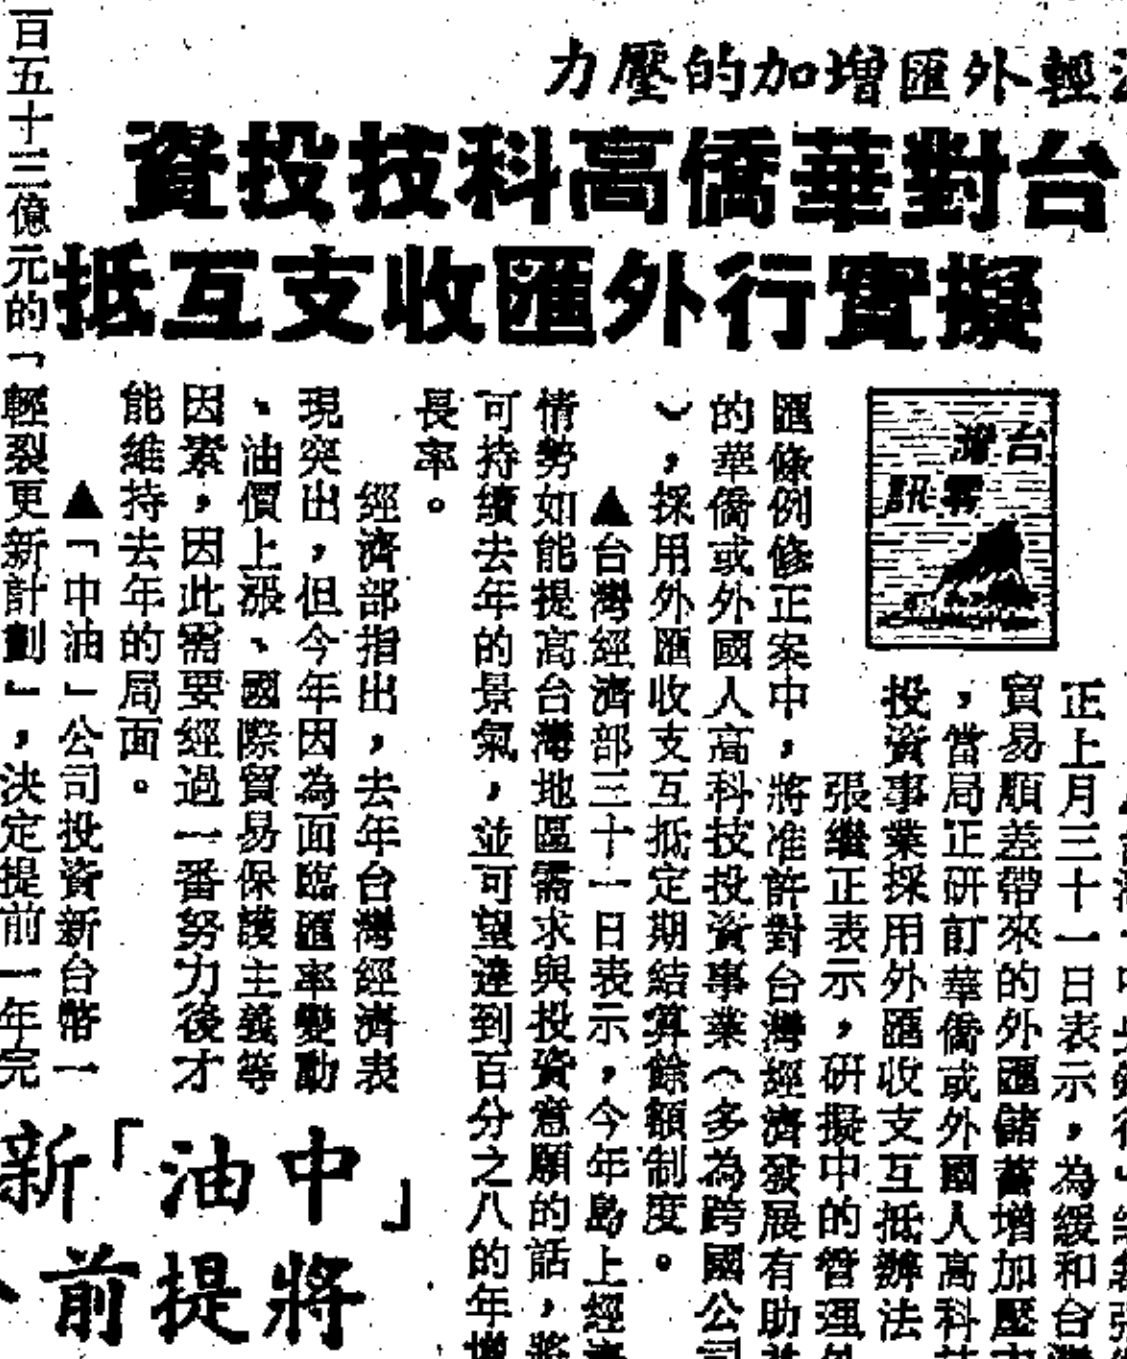 輕外匯增加的壓力
台對華僑高科技投資
擬實行外匯收支互抵
台灣
零訊
正上月三十一日表示，為緩和台灣
貿易順差帶來的外匯儲蓄增加壓力
，當局正研訂華僑或外國人高科技
投資事業採用外匯收支互抵辦法
張繼正表示，研擬中的管理外
匯條例修正案中，將准許對台灣經濟發展有助益
的華僑或外國人高科技投資事業（多為跨國公司
），採用外匯收支互抵定期結算餘額制度。
▲台灣經濟部三十一日表示，今年島上經濟
情勢如能提高台灣地區需求與投資意願的話，將
可持續去年的景氣，並可望達到百分之八的年增
長率。
經濟部指出，去年台灣經濟表
現突出，但今年因為面臨匯率變動
、油價上漲、國際貿易保護主義等
因素，因此需要經過一番努力後才
能維持去年的局面。
▲「中油」公司投資新台幣一
百五十三億元的「輕裂更新計劃」，決定提前一年完
「中油」新
將提前